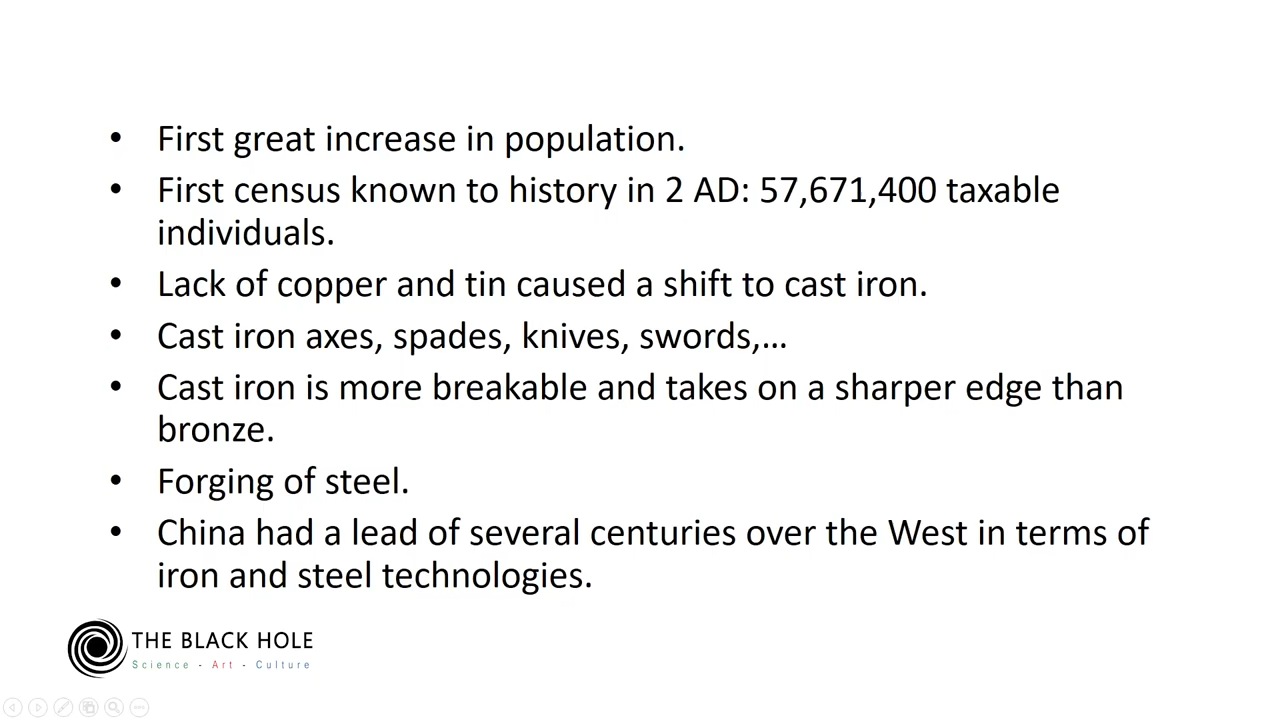 • First great increase in population.
• First census known to history in 2 AD: 57,671,400 taxable
individuals.
• Lack of copper and tin caused a shift to cast iron.
• Cast iron axes, spades, knives, swords,…
• Cast iron is more breakable and takes on a sharper edge than
bronze.
• Forging of steel.
• China had a lead of several centuries over the West in terms of
iron and steel technologies.
THE BLACK HOLE
Science - Art - Culture